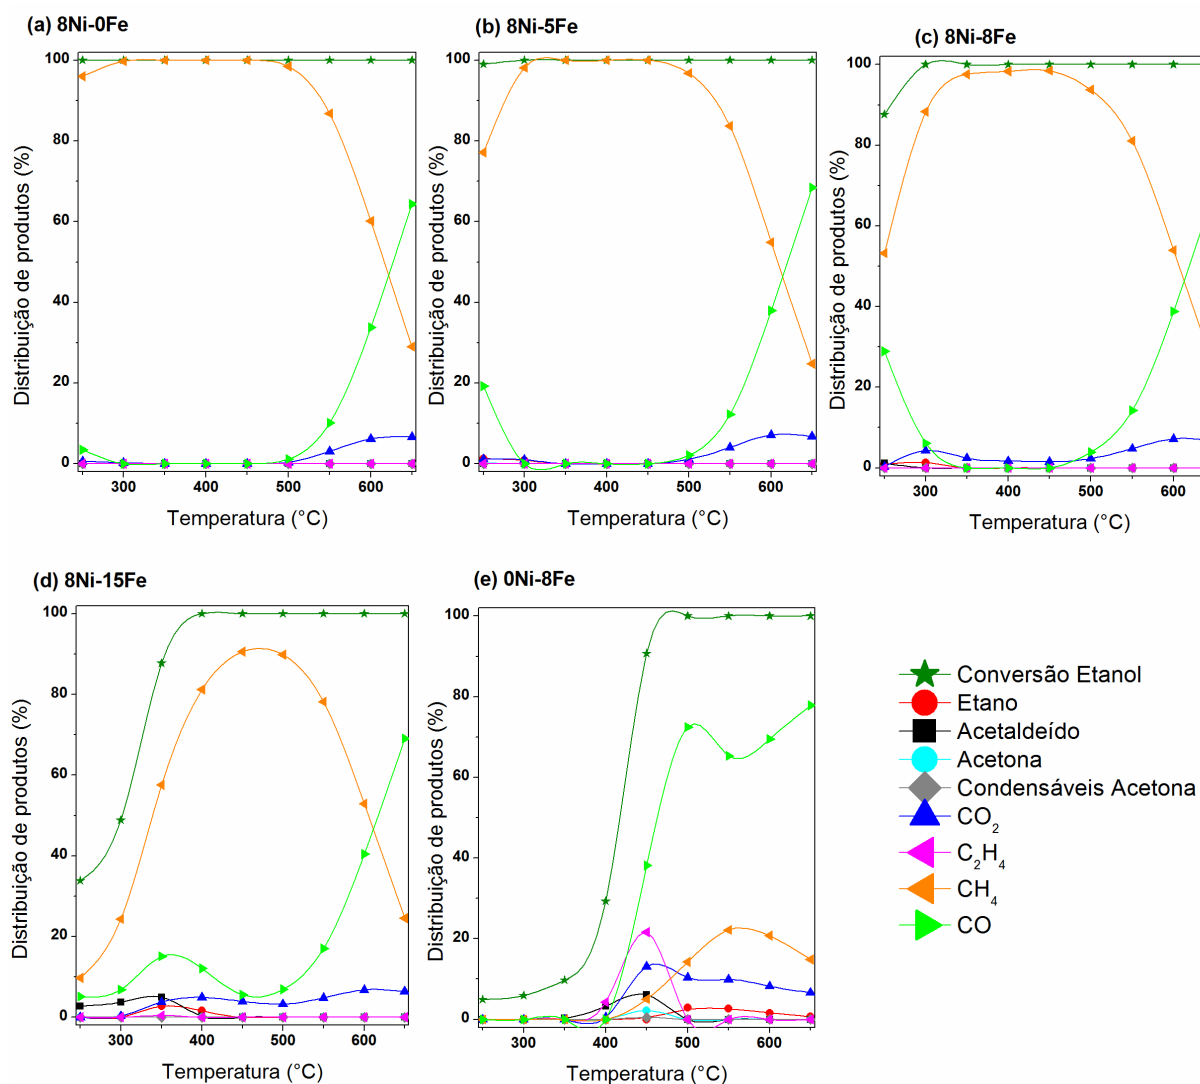 (a) 8Ni-0Fe
(b) 8Ni-5Fe
(c) 8Ni-8Fe
Distribuição de produtos (%)
100
80
60
40
20
0
300
400
500
600
Temperatura (°C)
Distribuição de produtos (%)
100
80
60
40
20
0
300
400
500
600
Temperatura (°C)
Distribuição de produtos (%)
100
80
60
40
20
0
300
400
500
600
Temperatura (°C)
(d) 8Ni-15Fe
(e) 0Ni-8Fe
Distribuição de produtos (%)
100
80
60
40
20
0
300
400
500
600
Temperatura (°C)
Distribuição de produtos (%)
100
80
60
40
20
0
300
400
500
600
Temperatura (°C)
Conversão Etanol
Etano
Acetaldeído
Acetona
Condensáveis Acetona
CO₂
C₂H₄
CH₄
CO